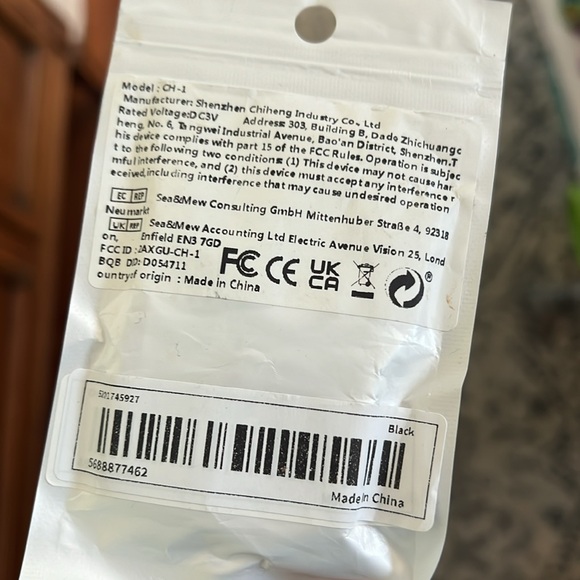 Model : CH-1
Manufacturer: Shenzhen Chiheng Industry Co., Ltd
Rated Voltage:DC3V Address: 303, Building B, Dade Zhichuangc
heng, No. 6, Tangwei Industrial Avenue, Bao'an District, Shenzhen.T
his device complies with part 15 of the FCC Rules. Operation is subjec
t to the following two conditions: (1) This device may not cause har
mful interference, and (2) this device must accept any interference r
eceived, including interference that may cause undesired operation
EC REP Sea&Mew Consulting GmbH Mittenhuber Straße 4, 92318
Neumarkt
UK REP Sea&Mew Accounting Ltd Electric Avenue Vision 25, Lond
on, Enfield EN3 7GD
FCC ID : 2AXGU-CH-1
BQB DID: D054711
ountry of origin : Made in China
FC CE UK CA ®
Black
5688877462
Made in China